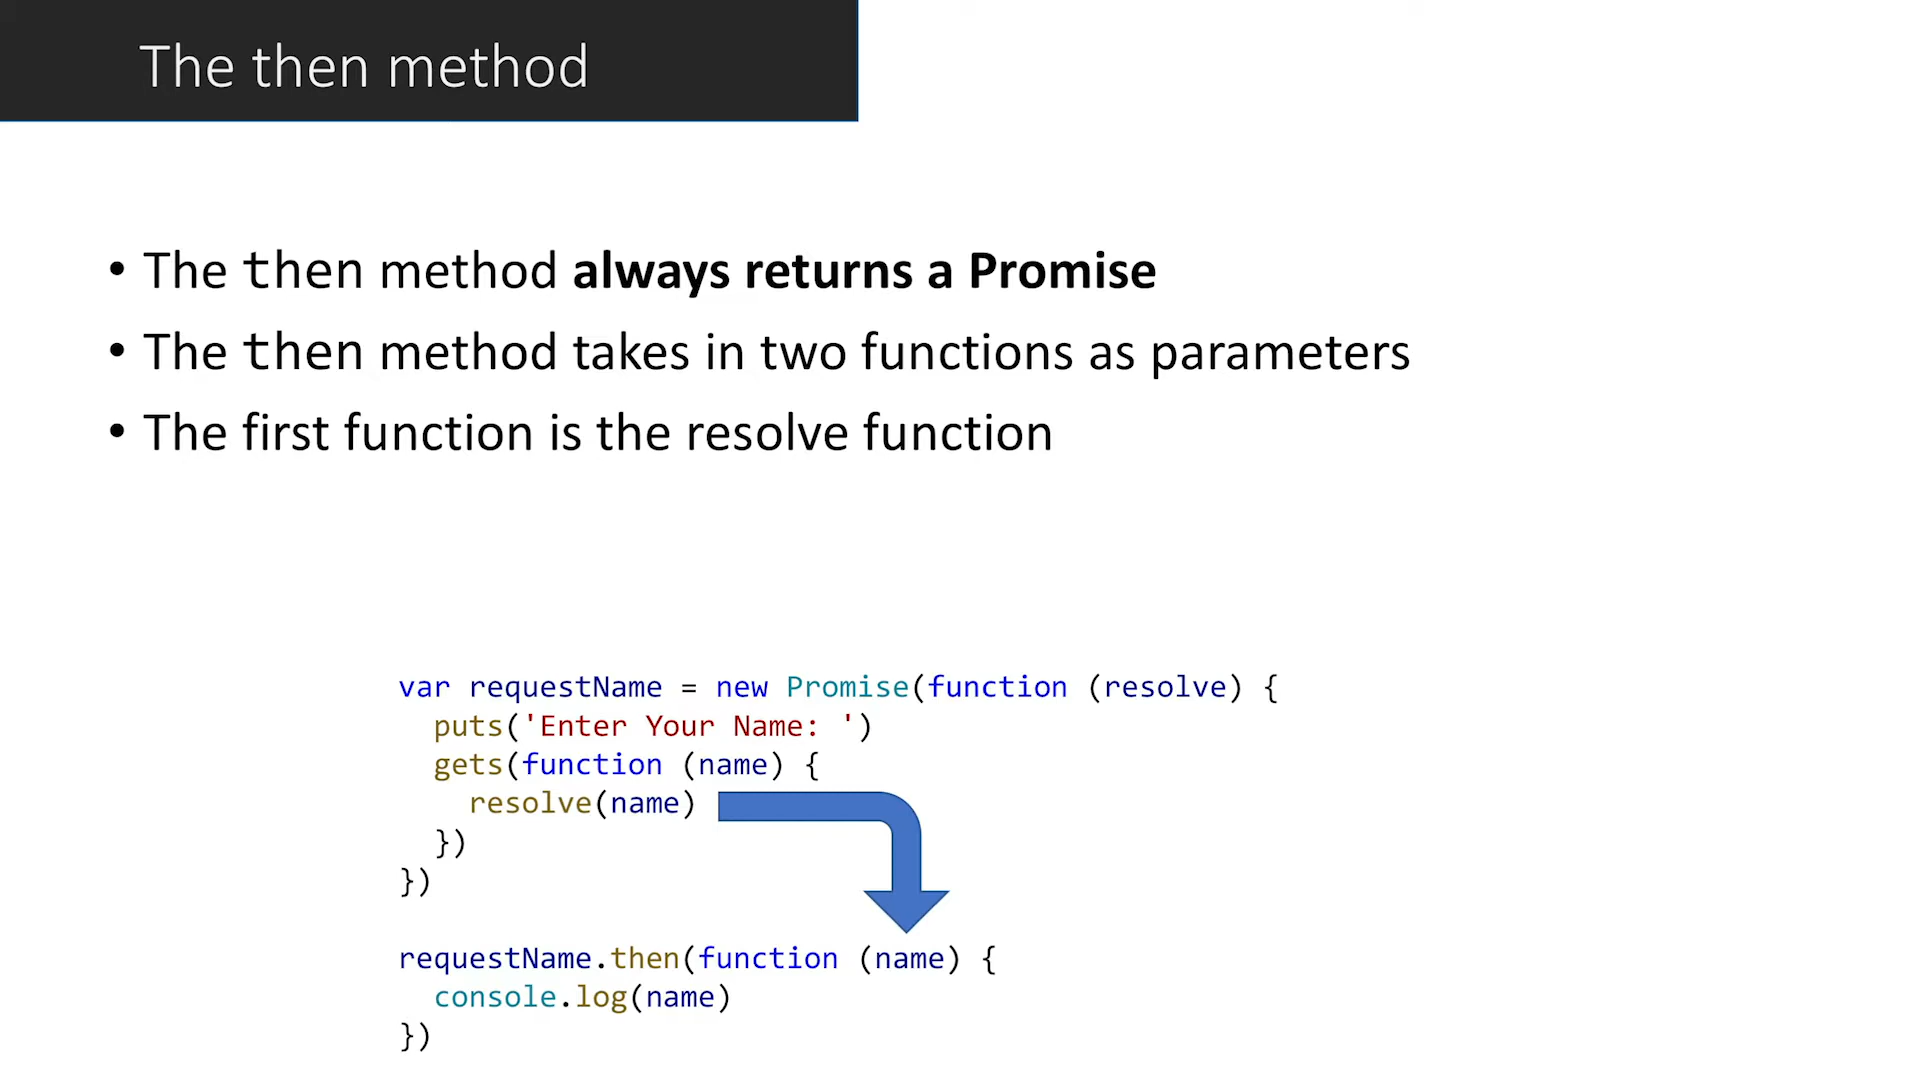 The then method
• The then method always returns a Promise
• The then method takes in two functions as parameters
• The first function is the resolve function
var requestName = new Promise(function (resolve) {
  puts('Enter Your Name: ')
  gets(function (name) {
    resolve(name)
  })
})
requestName.then(function (name) {
  console.log(name)
})